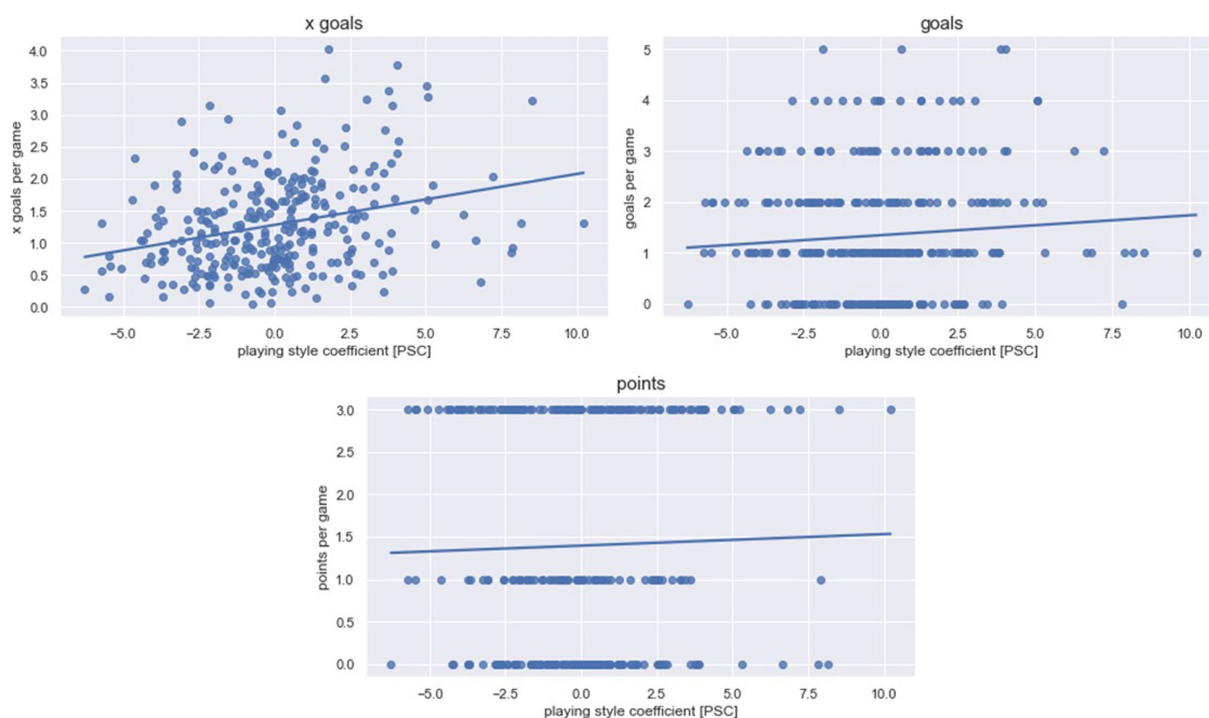 x goals
4.0
3.5
3.0
2.5
2.0
1.5
1.0
0.5
0.0
x goals per game
−5.0 −2.5 0.0 2.5 5.0 7.5 10.0
playing style coefficient [PSC]
goals
5
4
3
2
1
0
goals per game
−5.0 −2.5 0.0 2.5 5.0 7.5 10.0
playing style coefficient [PSC]
points
3.0
2.5
2.0
1.5
1.0
0.5
0.0
points per game
−5.0 −2.5 0.0 2.5 5.0 7.5 10.0
playing style coefficient [PSC]